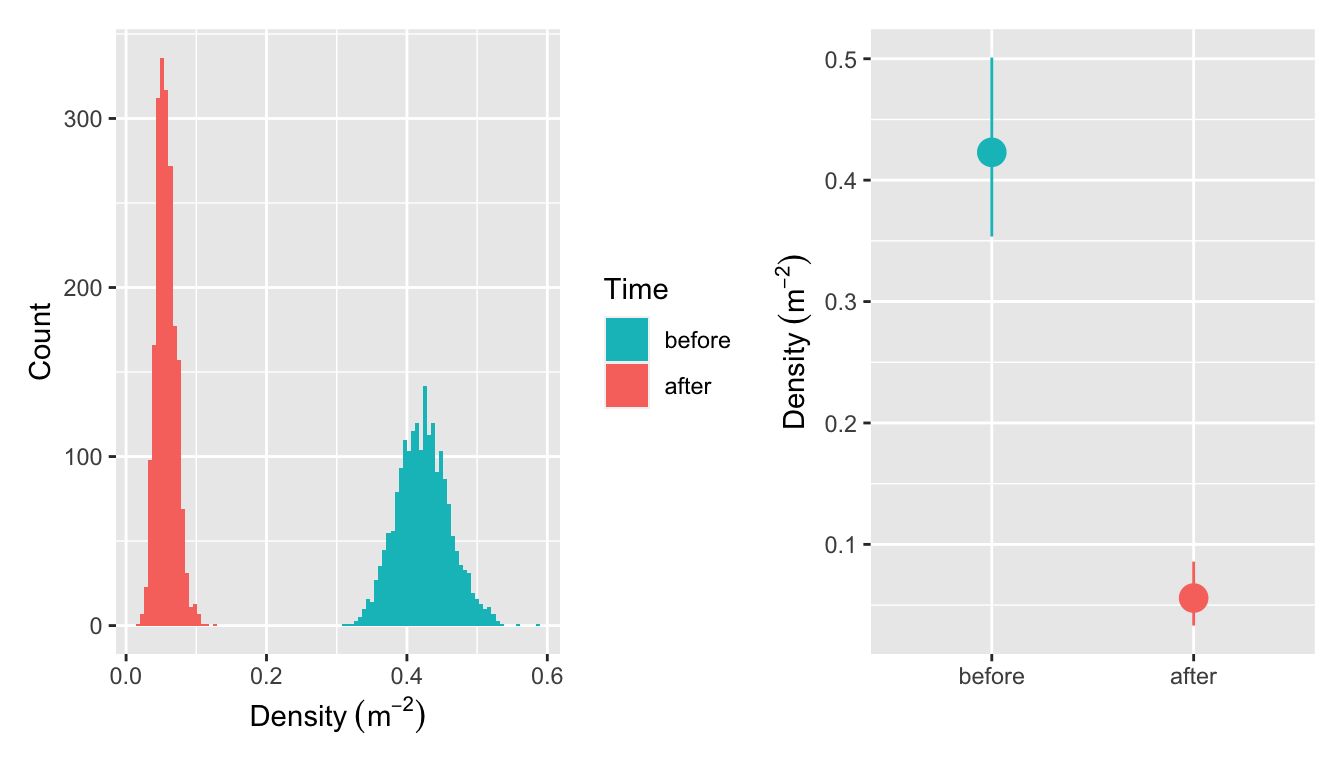 300
200
100
0
Count
0.0 0.2 0.4 0.6
Density (m⁻²)
Time
before
after
0.5
0.4
0.3
0.2
0.1
Density (m⁻²)
before after